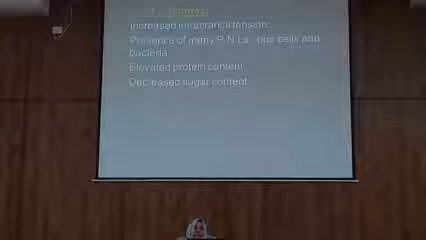 Increased intracranial tension.
Presence of many P.N.Ls, pus cells and
bacteria
Elevated protein content.
Decreased sugar content.